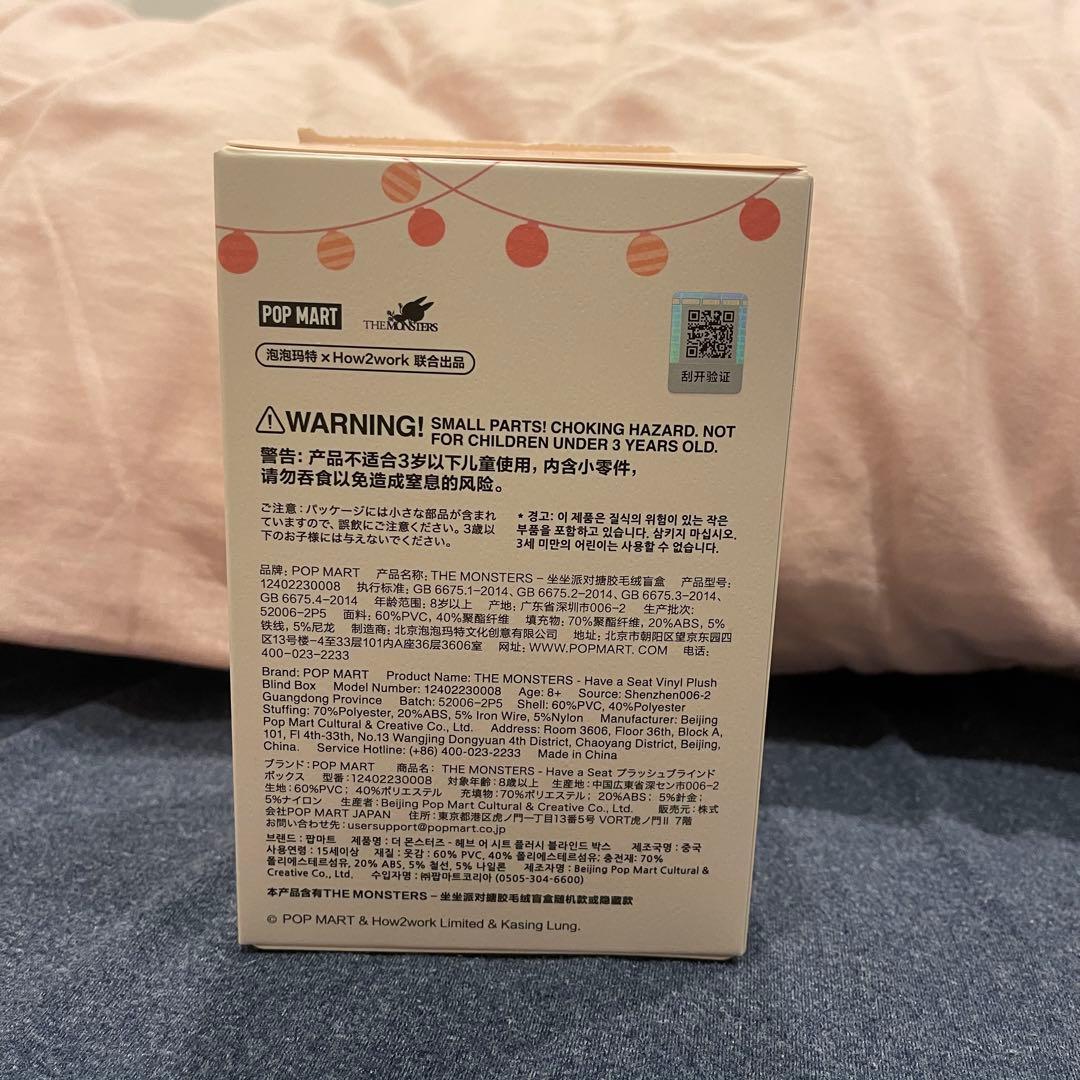 POP MART
THE MONSTERS
泡泡玛特 × How2work 联合出品
刮开验证
WARNING! SMALL PARTS! CHOKING HAZARD. NOT
FOR CHILDREN UNDER 3 YEARS OLD.
警告: 产品不适合3岁以下儿童使用, 内含小零件,
请勿吞食以免造成窒息的风险。
ご注意:パッケージには小さな部品が含まれ
ていますので、誤飲にご注意ください。3歳以
下のお子様には与えないでください。
* 경고: 이 제품은 질식의 위험이 있는 작은
부품을 포함하고 있습니다. 삼키지 마십시오.
3세 미만의 어린이는 사용할 수 없습니다.
品牌: POP MART 产品名称: THE MONSTERS – 坐坐派对搪胶毛绒盲盒 产品型号:
12402230008 执行标准: GB 6675.1–2014、GB 6675.2–2014、GB 6675.3–2014、
GB 6675.4–2014 年龄范围: 8岁以上 产地: 广东省深圳市006–2 生产批次:
52006–2P5 面料: 60%PVC, 40%聚酯纤维 填充物: 70%聚酯纤维, 20%ABS, 5%
铁线, 5%尼龙 制造商: 北京泡泡玛特文化创意有限公司 地址: 北京市朝阳区望京东园四
区13号楼–4至33层101内A座36层3606室 网址: WWW.POPMART. COM 电话:
400–023–2233
Brand: POP MART Product Name: THE MONSTERS - Have a Seat Vinyl Plush
Blind Box Model Number: 12402230008 Age: 8+ Source: Shenzhen006-2
Guangdong Province Batch: 52006-2P5 Shell: 60%PVC, 40%Polyester
Stuffing: 70%Polyester, 20%ABS, 5% Iron Wire, 5%Nylon Manufacturer: Beijing
Pop Mart Cultural & Creative Co., Ltd. Address: Room 3606, Floor 36th, Block A,
101, Fl 4th-33th, No.13 Wangjing Dongyuan 4th District, Chaoyang District, Beijing,
China. Service Hotline: (+86) 400-023-2233 Made in China
ブランド: POP MART 商品名: THE MONSTERS - Have a Seat プラッシュブラインド
ボックス 型番:12402230008 対象年齢:8歳以上 生産地:中国広東省深セン市006-2
生地:60%PVC; 40%ポリエステル 充填物:70%ポリエステル; 20%ABS; 5%針金;
5%ナイロン 生産者:Beijing Pop Mart Cultural & Creative Co., Ltd. 販売元:株式
会社POP MART JAPAN 住所:東京都港区虎ノ門一丁目13番5号 VORT虎ノ門Ⅱ 7階
お問い合わせ先:usersupport@popmart.co.jp
브랜드 : 팝마트 제품명 : 더 몬스터즈 - 헤브 어 시트 플러시 블라인드 박스 제조국명 : 중국
사용연령 : 15세이상 재질 : 옷감 : 60% PVC, 40% 폴리에스테르섬유; 충전재: 70%
폴리에스테르섬유, 20% ABS, 5% 철선, 5% 나일론 제조자명 : Beijing Pop Mart Cultural &
Creative Co., Ltd. 수입자명 : ㈜팝마트코리아 (0505-304-6600)
本产品含有THE MONSTERS – 坐坐派对搪胶毛绒盲盒随机款或隐藏款
© POP MART & How2work Limited & Kasing Lung.